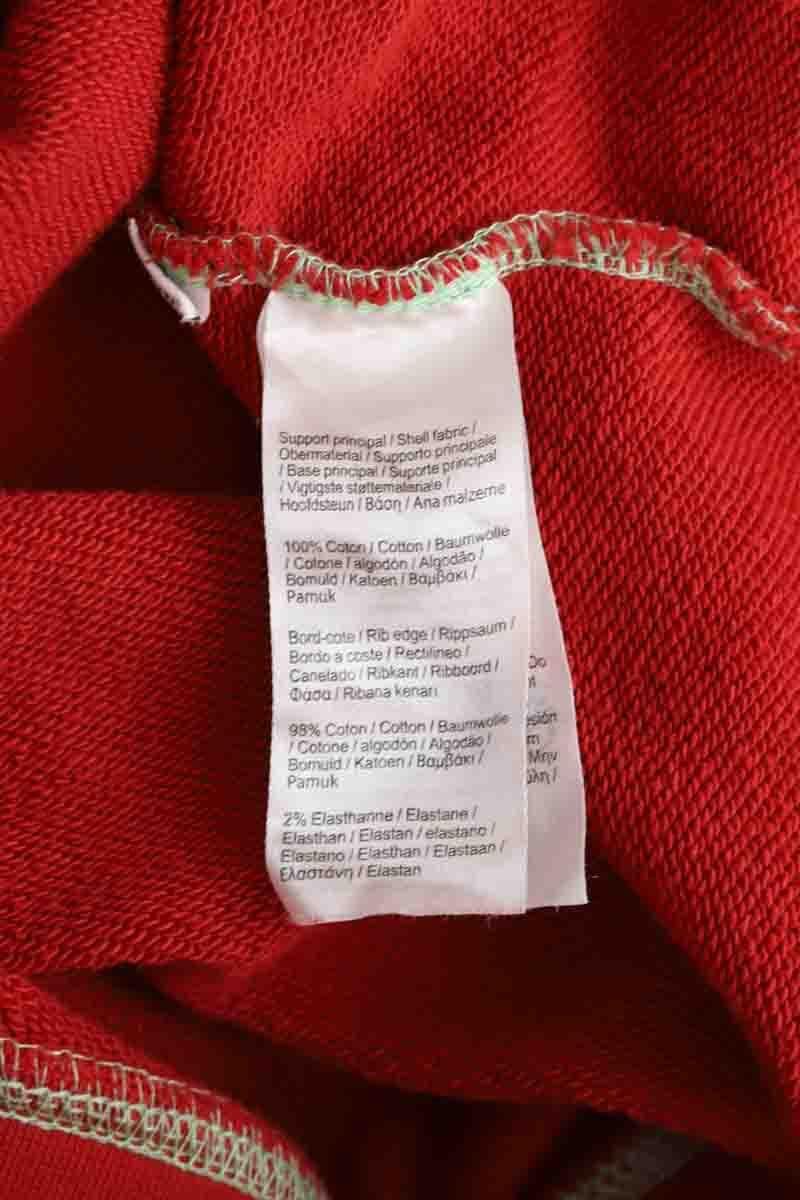 Support principal / Shell fabric /
Obermaterial / Supporto principale
/ Base principal / Suporte principal
/ Vigtigste støttemateriale /
Hoofdsteun / Βάση / Ana malzeme
100% Coton / Cotton / Baumwolle
/ Cotone / algodón / Algodão /
Bomuld / Katoen / Βαμβάκι /
Pamuk
Bord-cote / Rib edge / Rippsaum /
Bordo a coste / Rectilineo /
Canelado / Ribkant / Ribboord /
Φάσα / Ribana kenarı
98% Coton / Cotton / Baumwolle
/ Cotone / algodón / Algodão /
Bomuld / Katoen / Βαμβάκι /
Pamuk
2% Elasthanne / Elastane /
Elasthan / Elastan / elastano /
Elastano / Elasthan / Elastaan /
Ελαστάνη / Elastan
Μην